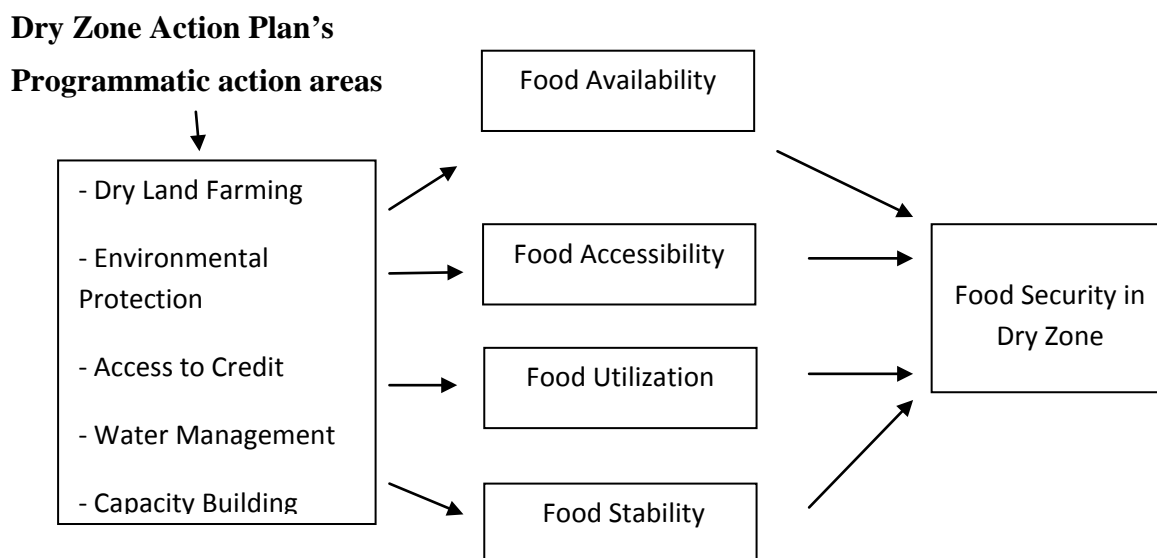 Dry Zone Action Plan's
Programmatic action areas
- Dry Land Farming
- Environmental
Protection
- Access to Credit
- Water Management
- Capacity Building
Food Availability
Food Accessibility
Food Utilization
Food Stability
Food Security in
Dry Zone